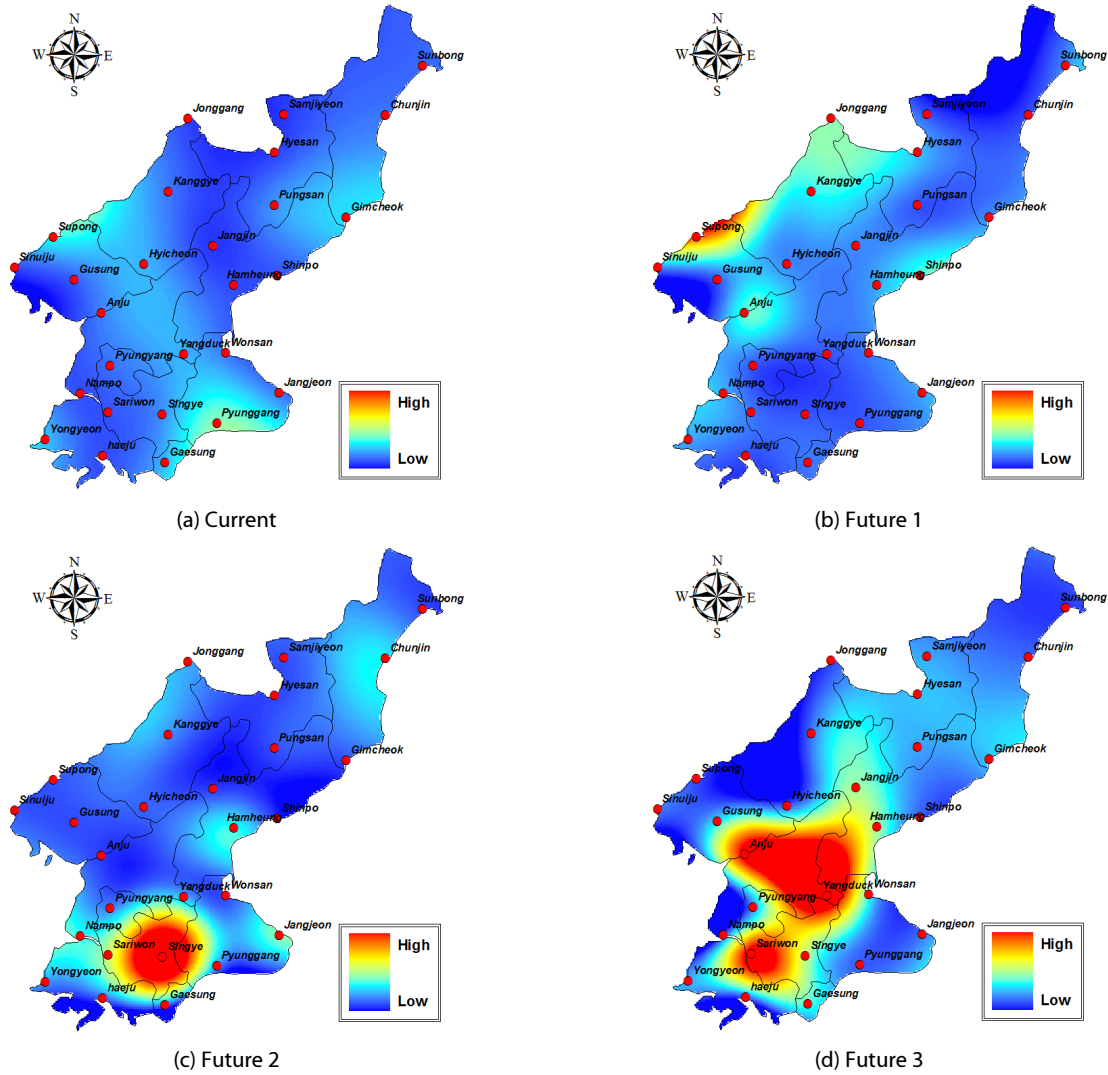 N
W E
S
Sunbong
Jonggang
Samjiyeon
Chunjin
Hyesan
Kanggye
Pungsan
Gimcheok
Supong
Jangjin
Sinuiju
Hyicheon
Gusung
Shinpo
Hamheung
Anju
Yangduck
Wonsan
Pyungyang
Nampo
Jangjeon
Sariwon
Singye
Pyunggang
Yongyeon
haeju
Gaesung
High
Low
(a) Current
N
W E
S
Sunbong
Jonggang
Samjiyeon
Chunjin
Hyesan
Kanggye
Pungsan
Gimcheok
Supong
Jangjin
Sinuiju
Hyicheon
Gusung
Shinpo
Hamheung
Anju
Yangduck
Wonsan
Pyungyang
Nampo
Jangjeon
Sariwon
Singye
Pyunggang
Yongyeon
haeju
Gaesung
High
Low
(b) Future 1
N
W E
S
Sunbong
Jonggang
Samjiyeon
Chunjin
Hyesan
Kanggye
Pungsan
Gimcheok
Supong
Jangjin
Sinuiju
Hyicheon
Gusung
Shinpo
Hamheung
Anju
Yangduck
Wonsan
Pyungyang
Nampo
Jangjeon
Sariwon
Singye
Pyunggang
Yongyeon
haeju
Gaesung
High
Low
(c) Future 2
N
W E
S
Sunbong
Jonggang
Samjiyeon
Chunjin
Hyesan
Kanggye
Pungsan
Gimcheok
Supong
Jangjin
Sinuiju
Hyicheon
Gusung
Shinpo
Hamheung
Anju
Yangduck
Wonsan
Pyungyang
Nampo
Jangjeon
Sariwon
Singye
Pyunggang
Yongyeon
haeju
Gaesung
High
Low
(d) Future 3